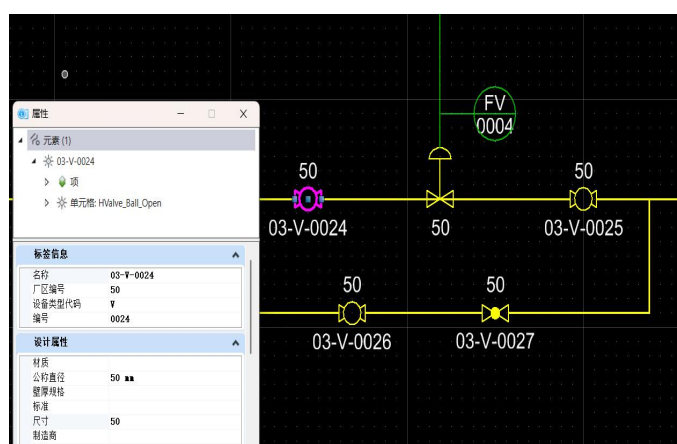 FV
0004
属性
元素 (1)
03-V-0024
项
单元格: HValve_Ball_Open
50
50
03-V-0024
50
03-V-0025
标签信息
名称 03-V-0024
厂区编号 50
设备类型代码 V
编号 0024
50
50
03-V-0026
03-V-0027
设计属性
材质
公称直径 50 mm
壁厚规格
标准
尺寸 50
制造商